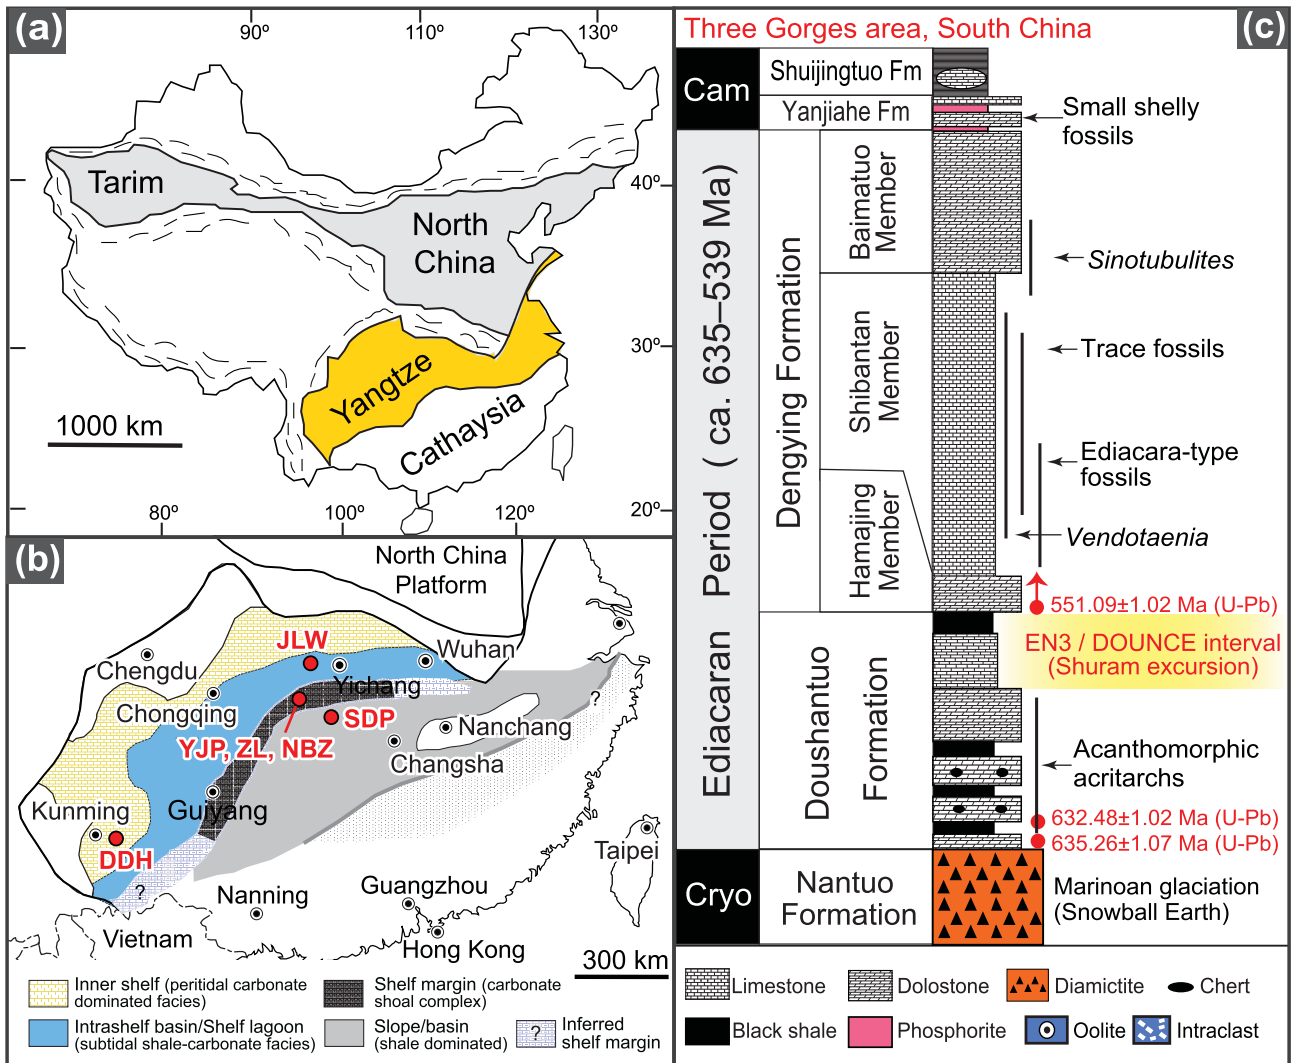 (a)
90º
110º
130º
Tarim
North
China
40º
30º
20º
Yangtze
Cathaysia
1000 km
80º
100º
120º
(b)
North China
Platform
JLW
Wuhan
Chengdu
Yichang
Chongqing
SDP
YJP, ZL, NBZ
Nanchang
Changsha
?
Kunming
Guiyang
DDH
?
Taipei
Nanning
Guangzhou
Vietnam
Hong Kong
300 km
Inner shelf (peritidal carbonate
dominated facies)
Shelf margin (carbonate
shoal complex)
Intrashelf basin/Shelf lagoon
(subtidal shale-carbonate facies)
Slope/basin
(shale dominated)
?
Inferred
shelf margin
Three Gorges area, South China
(c)
Cam
Shuijingtuo Fm
Yanjiahe Fm
Small shelly
fossils
Ediacaran Period ( ca. 635–539 Ma)
Dengying Formation
Baimatuo
Member
Sinotubulites
Shibantan
Member
Trace fossils
Ediacara-type
fossils
Hamajing
Member
Vendotaenia
551.09±1.02 Ma (U-Pb)
EN3 / DOUNCE interval
(Shuram excursion)
Doushantuo
Formation
Acanthomorphic
acritarchs
632.48±1.02 Ma (U-Pb)
635.26±1.07 Ma (U-Pb)
Cryo
Nantuo
Formation
Marinoan glaciation
(Snowball Earth)
Limestone
Dolostone
Diamictite
Chert
Black shale
Phosphorite
Oolite
Intraclast